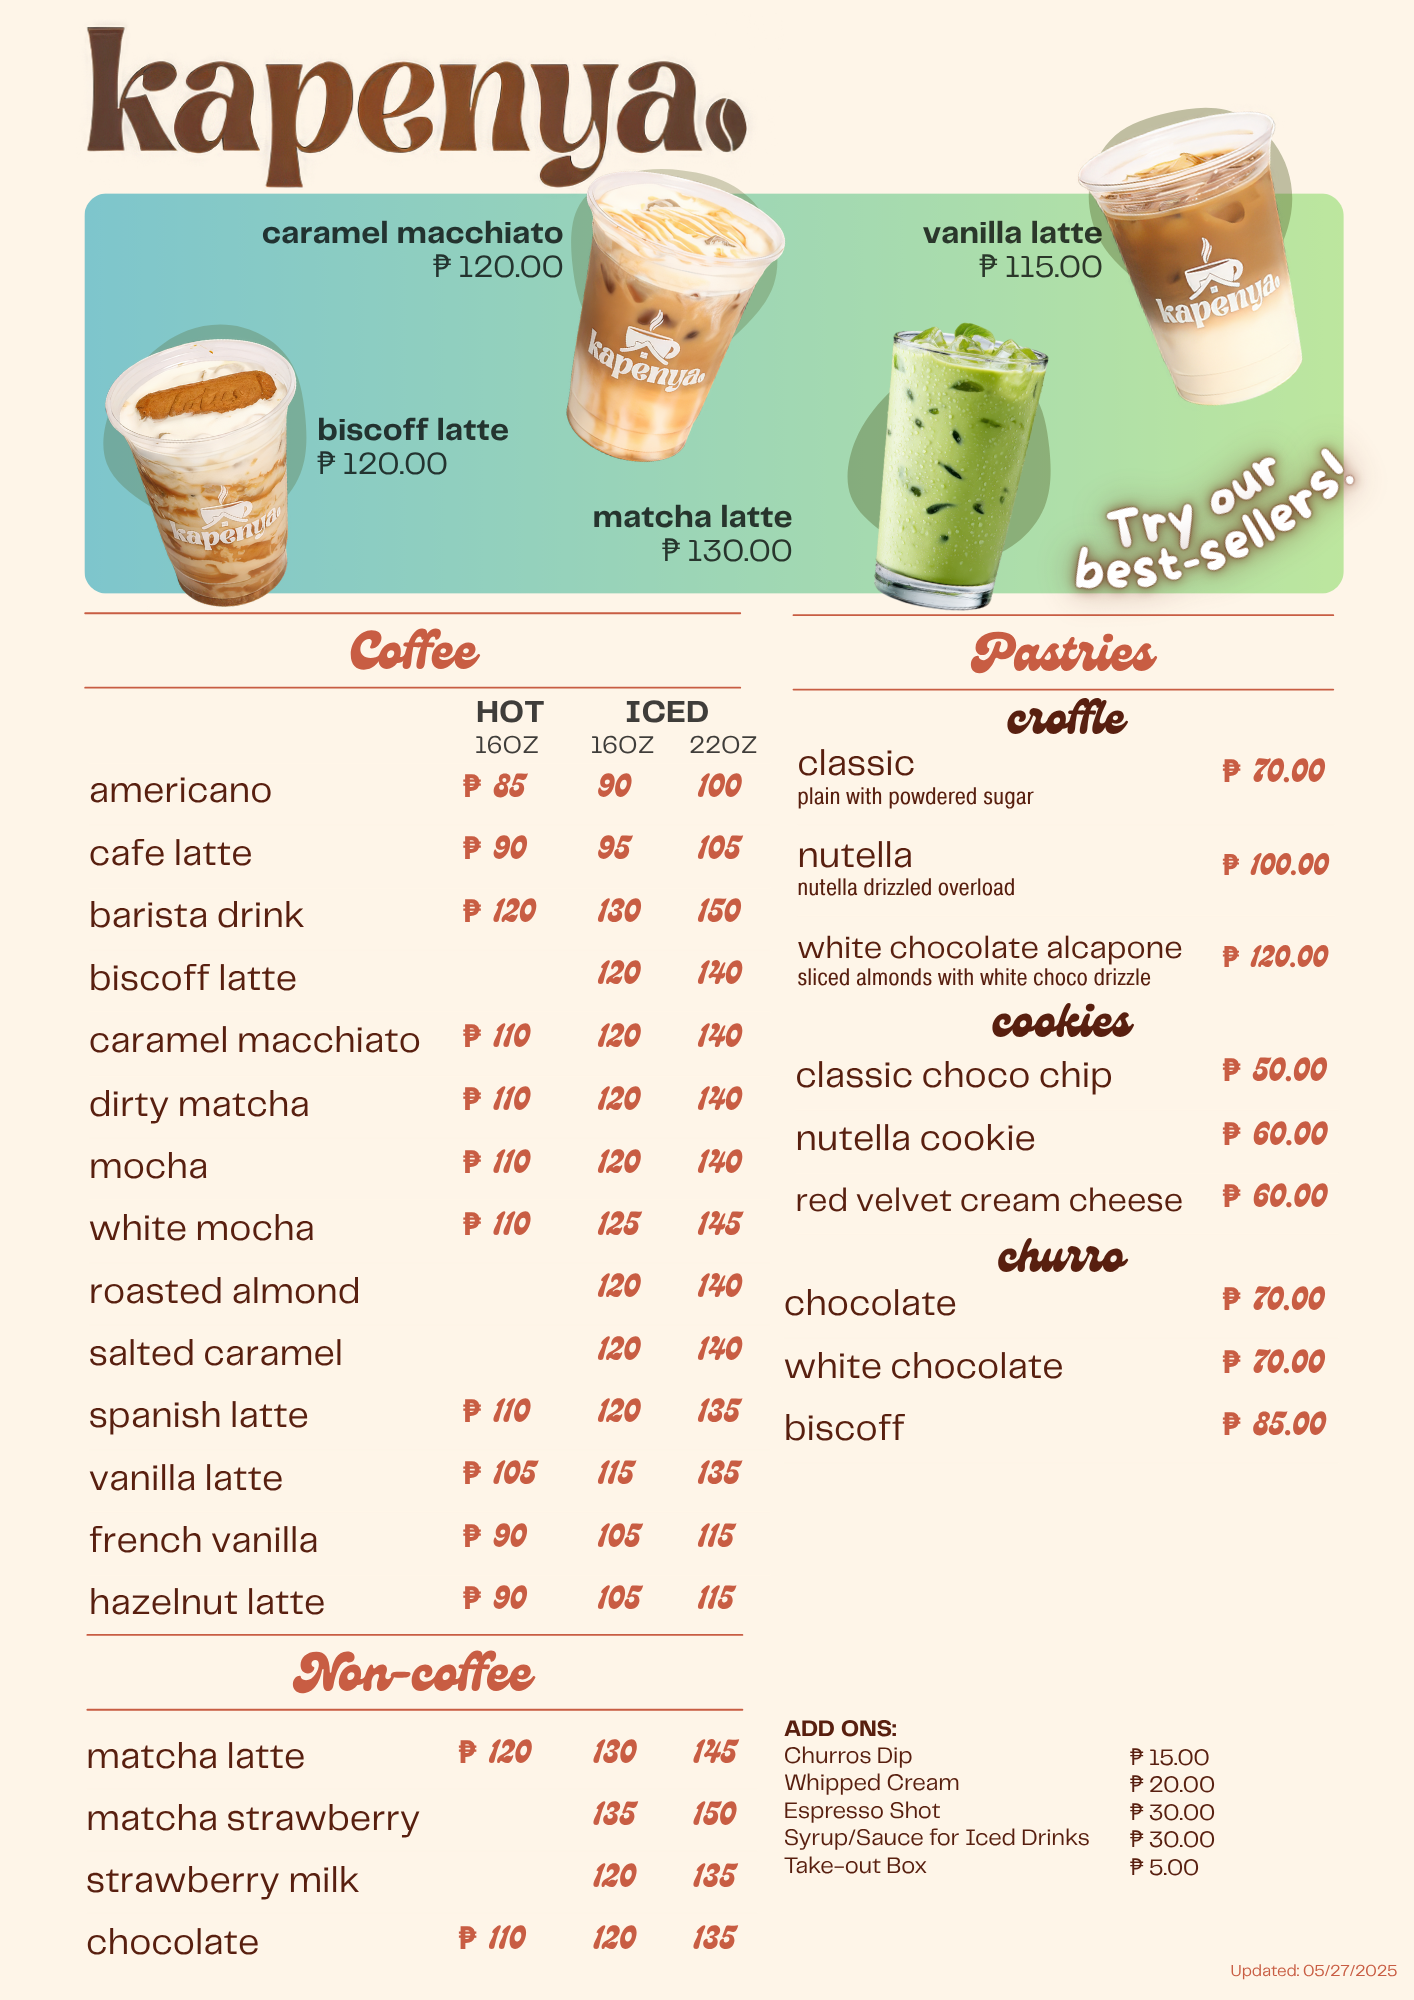 kapenya
caramel macchiato
₱ 120.00
vanilla latte
₱ 115.00
kapenya
kapenya
biscoff latte
₱ 120.00
Lotus
kapenya
matcha latte
₱ 130.00
Try our
best-sellers!
Coffee
HOT ICED
16OZ 16OZ 22OZ
americano ₱ 85 90 100
cafe latte ₱ 90 95 105
barista drink ₱ 120 130 150
biscoff latte 120 140
caramel macchiato ₱ 110 120 140
dirty matcha ₱ 110 120 140
mocha ₱ 110 120 140
white mocha ₱ 110 125 145
roasted almond 120 140
salted caramel 120 140
spanish latte ₱ 110 120 135
vanilla latte ₱ 105 115 135
french vanilla ₱ 90 105 115
hazelnut latte ₱ 90 105 115
Non-coffee
matcha latte ₱ 120 130 145
matcha strawberry 135 150
strawberry milk 120 135
chocolate ₱ 110 120 135
Pastries
croffle
classic ₱ 70.00
plain with powdered sugar
nutella ₱ 100.00
nutella drizzled overload
white chocolate alcapone ₱ 120.00
sliced almonds with white choco drizzle
cookies
classic choco chip ₱ 50.00
nutella cookie ₱ 60.00
red velvet cream cheese ₱ 60.00
churro
chocolate ₱ 70.00
white chocolate ₱ 70.00
biscoff ₱ 85.00
ADD ONS:
Churros Dip ₱ 15.00
Whipped Cream ₱ 20.00
Espresso Shot ₱ 30.00
Syrup/Sauce for Iced Drinks ₱ 30.00
Take-out Box ₱ 5.00
Updated: 05/27/2025